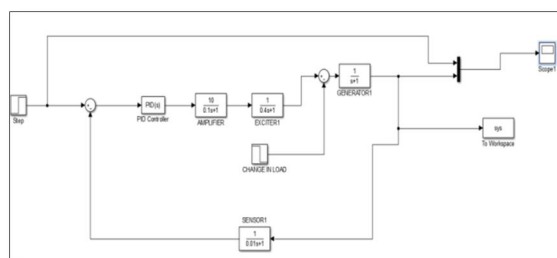 Step
PID(s)
PID Controller
10
0.1s+1
AMPLIFIER
1
0.4s+1
EXCITER1
1
s+1
GENERATOR1
CHANGE IN LOAD
Scope1
sys
To Workspace
SENSOR1
1
0.01s+1